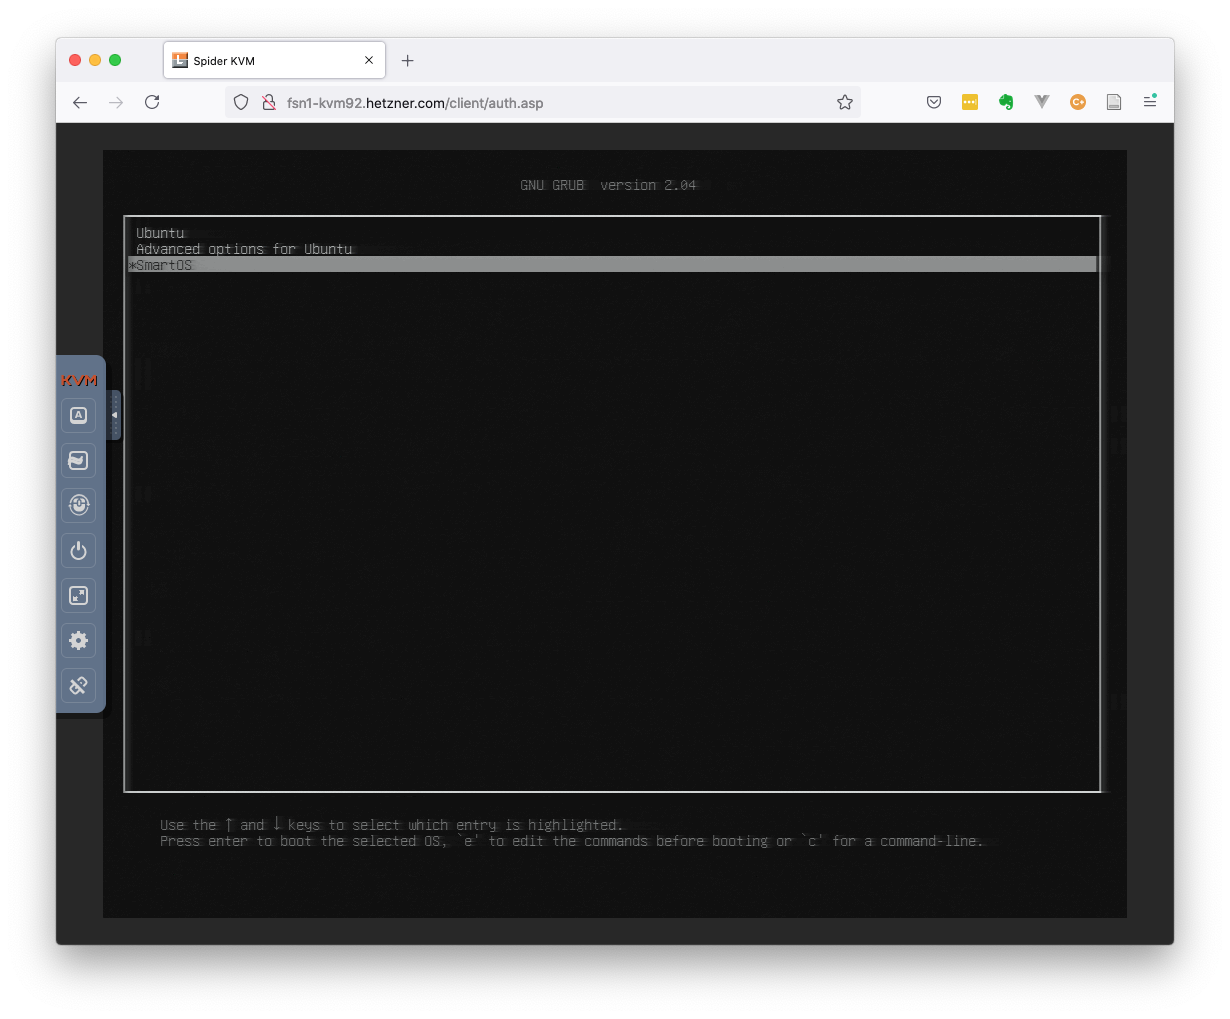 Spider KVM
fsn1-kvm92.hetzner.com/client/auth.asp
GNU GRUB version 2.04
Ubuntu
Advanced options for Ubuntu
*SmartOS
KVM
A
Use the ↑ and ↓ keys to select which entry is highlighted.
Press enter to boot the selected OS, `e' to edit the commands before booting or `c' for a command-line.